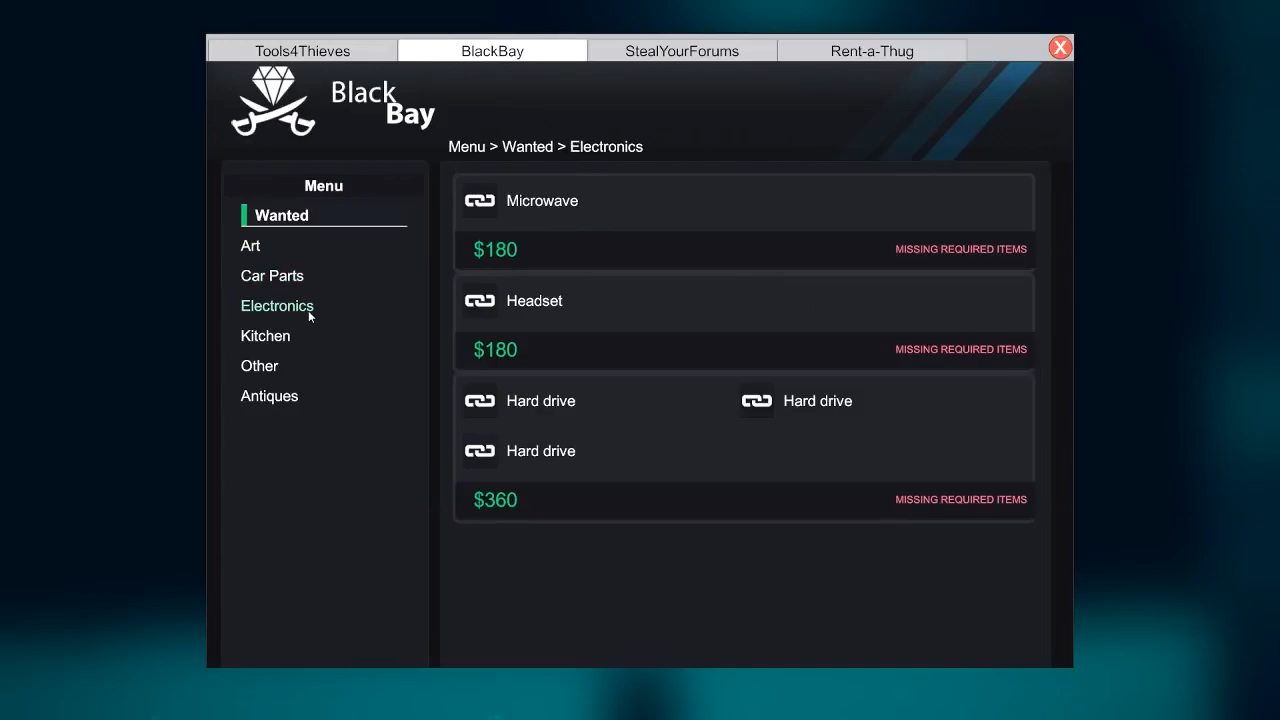 Tools4Thieves BlackBay StealYourForums Rent-a-Thug X
Black
Bay
Menu > Wanted > Electronics
Menu
Wanted
Art
Car Parts
Electronics
Kitchen
Other
Antiques
Microwave
$180 MISSING REQUIRED ITEMS
Headset
$180 MISSING REQUIRED ITEMS
Hard drive Hard drive
Hard drive
$360 MISSING REQUIRED ITEMS